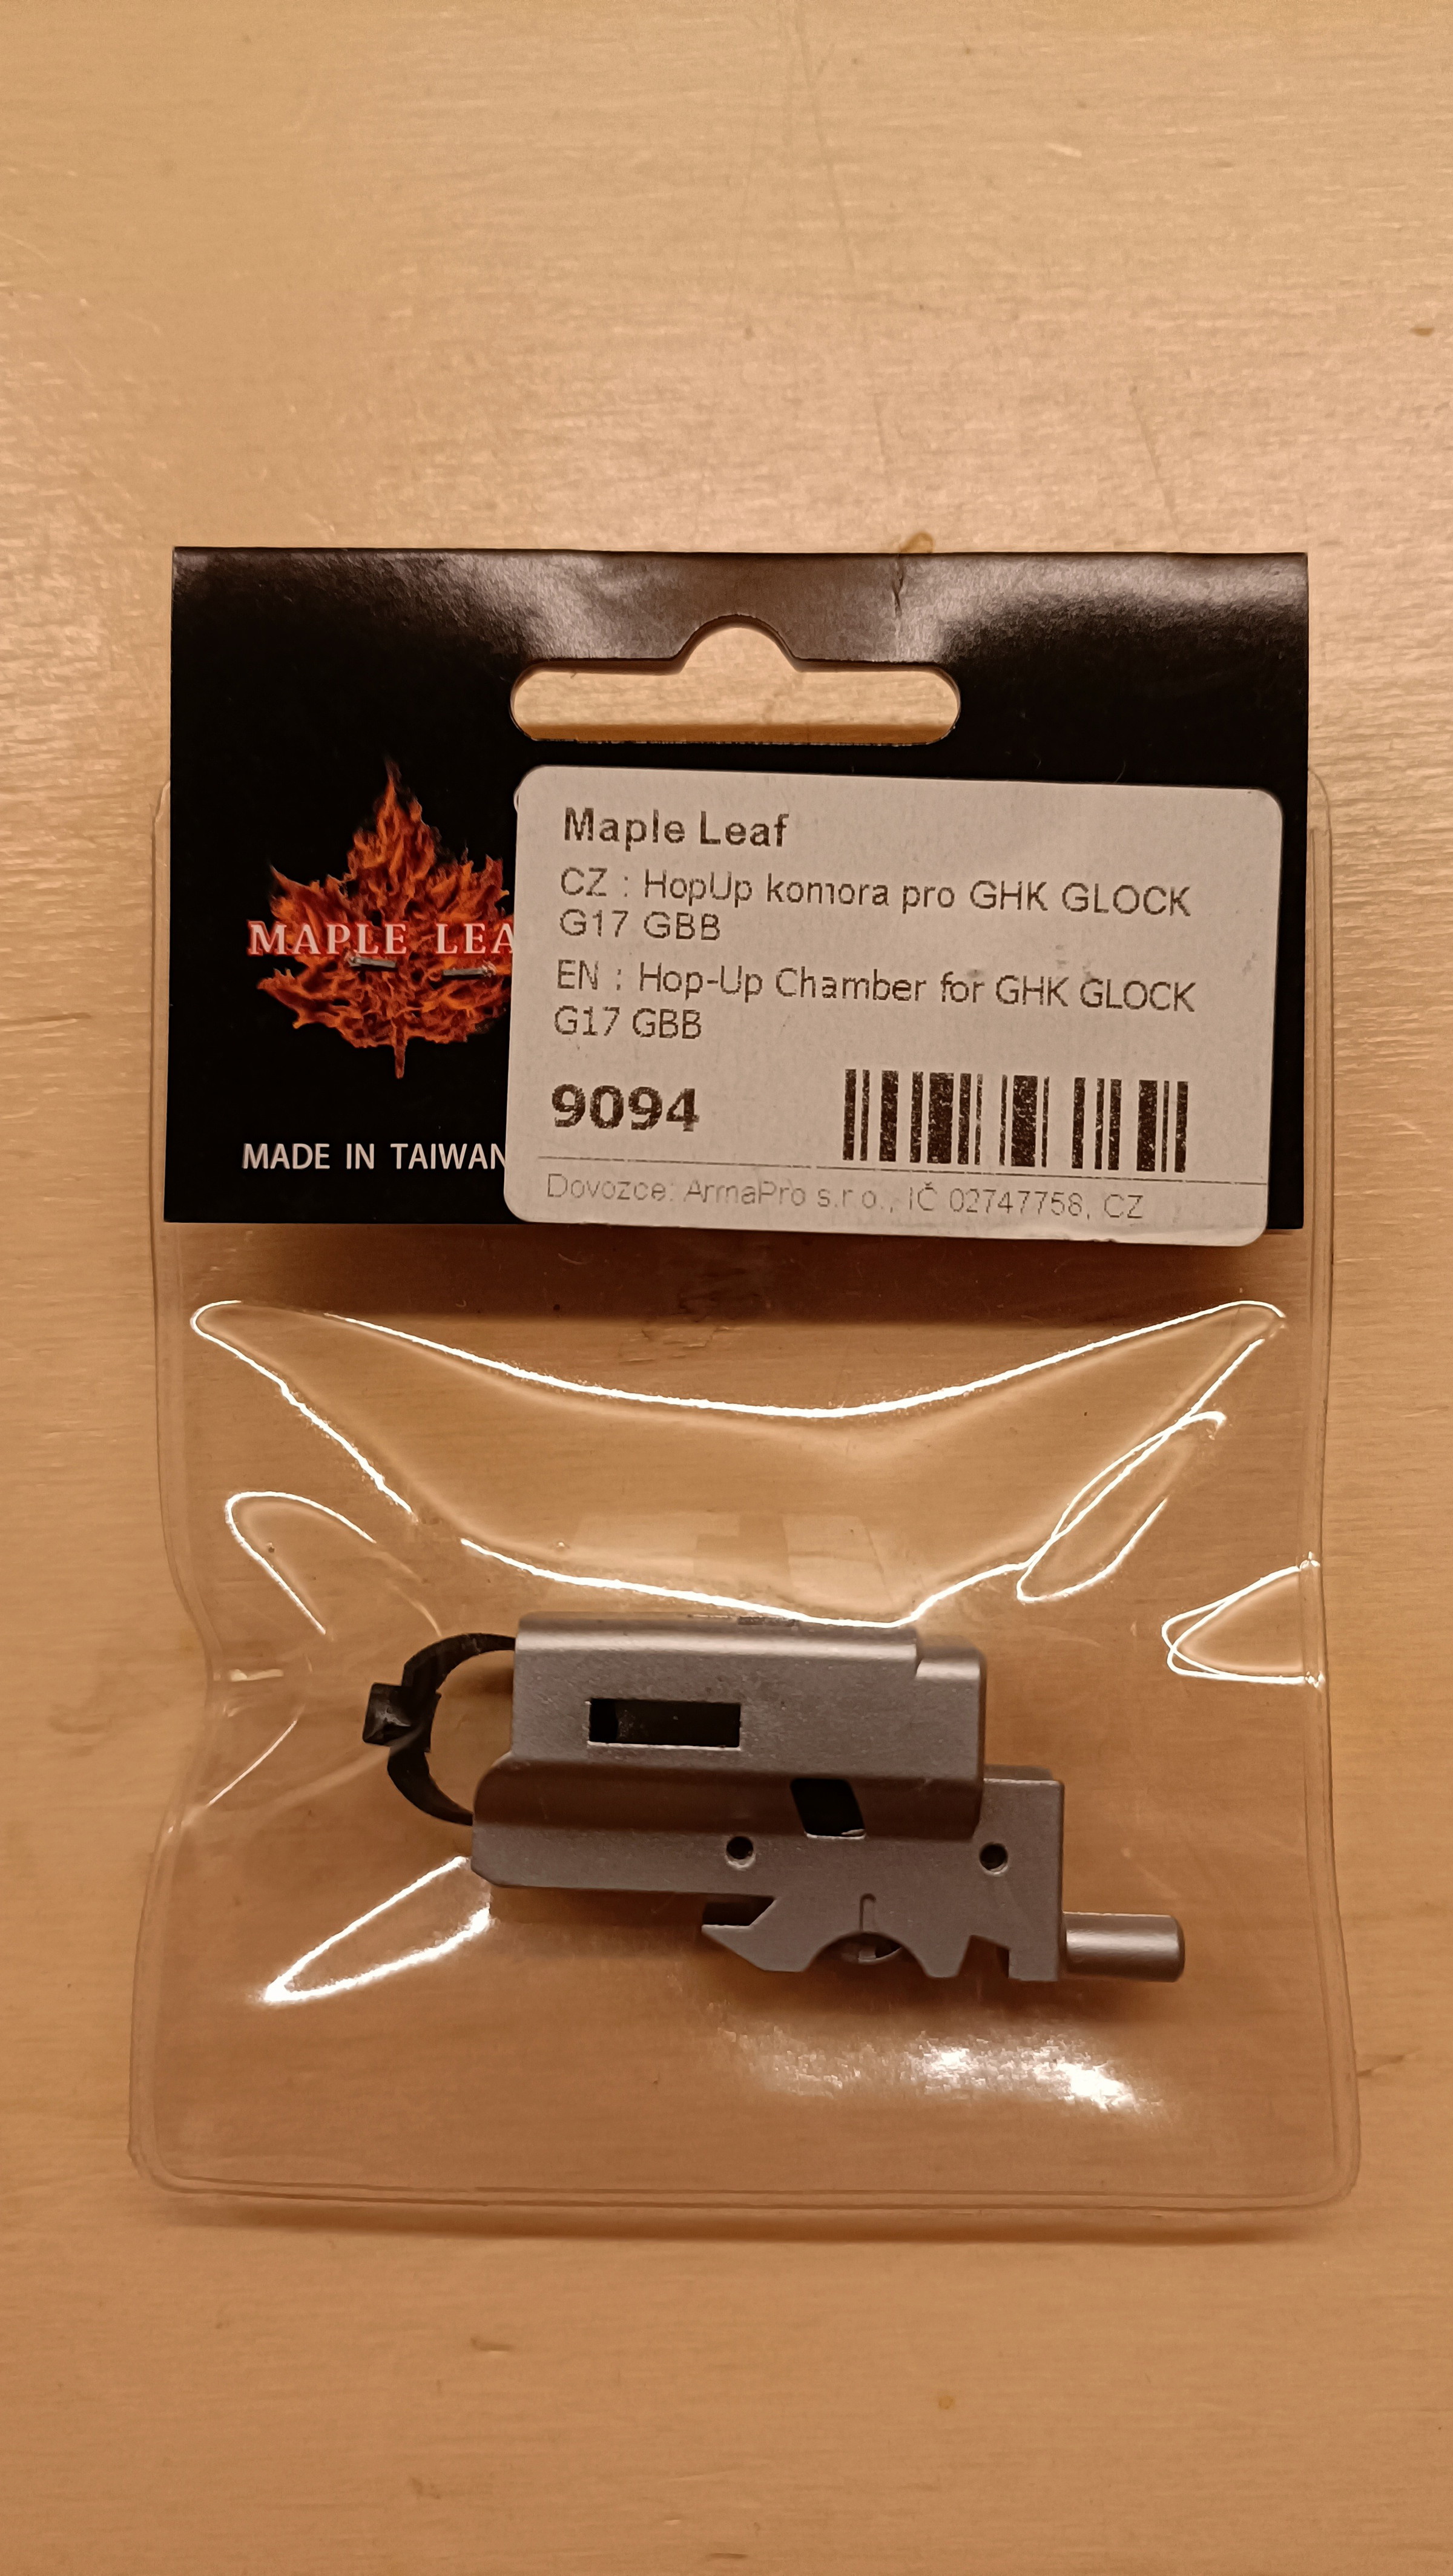 MAPLE LEA
MADE IN TAIWAN
Maple Leaf
CZ : HopUp komora pro GHK GLOCK
G17 GBB
EN : Hop-Up Chamber for GHK GLOCK
G17 GBB
9094
Dovozce: ArmaPro s.r.o., IČ 02747758, CZ